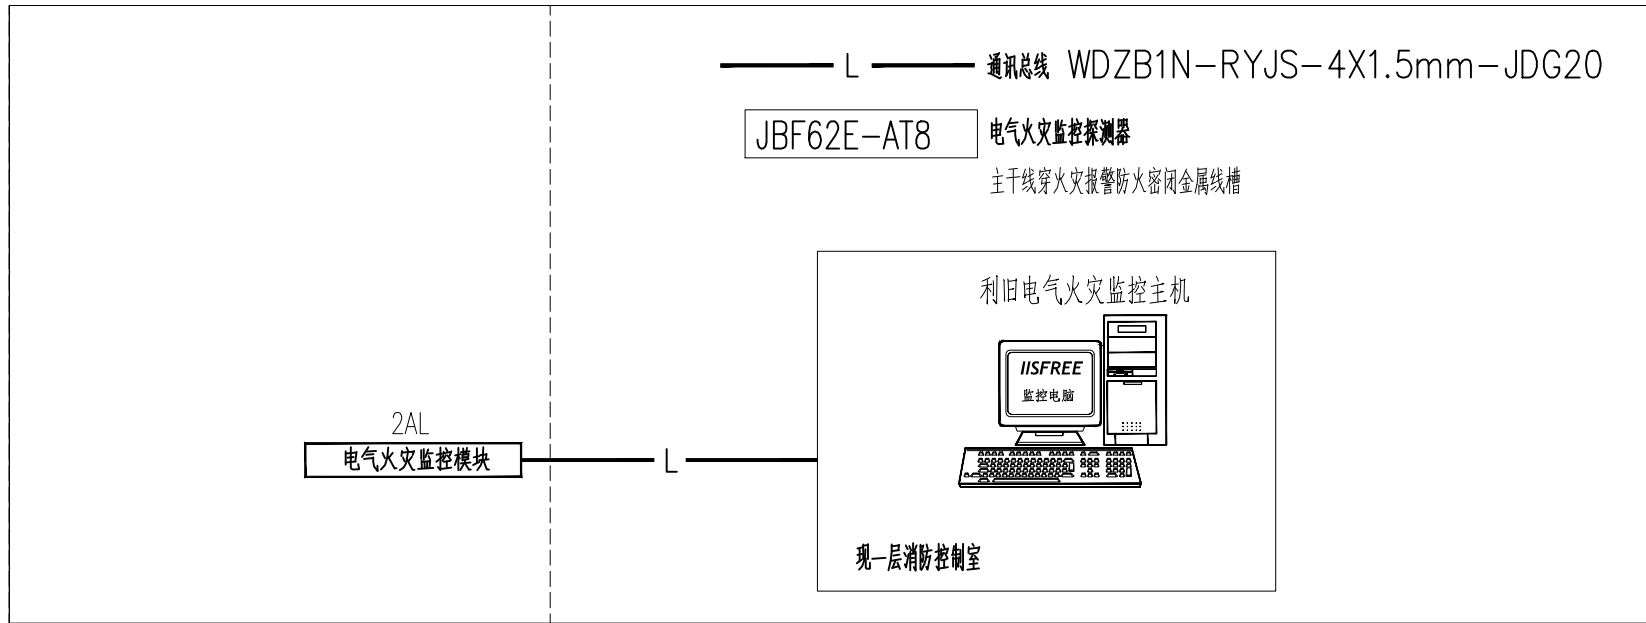 L 通讯总线 WDZB1N-RYJS-4X1.5mm-JDG20
JBF62E-AT8 电气火灾监控探测器
主干线穿火灾报警防火密闭金属线槽
利旧电气火灾监控主机
IISFREE
监控电脑
2AL
电气火灾监控模块
L
现一层消防控制室